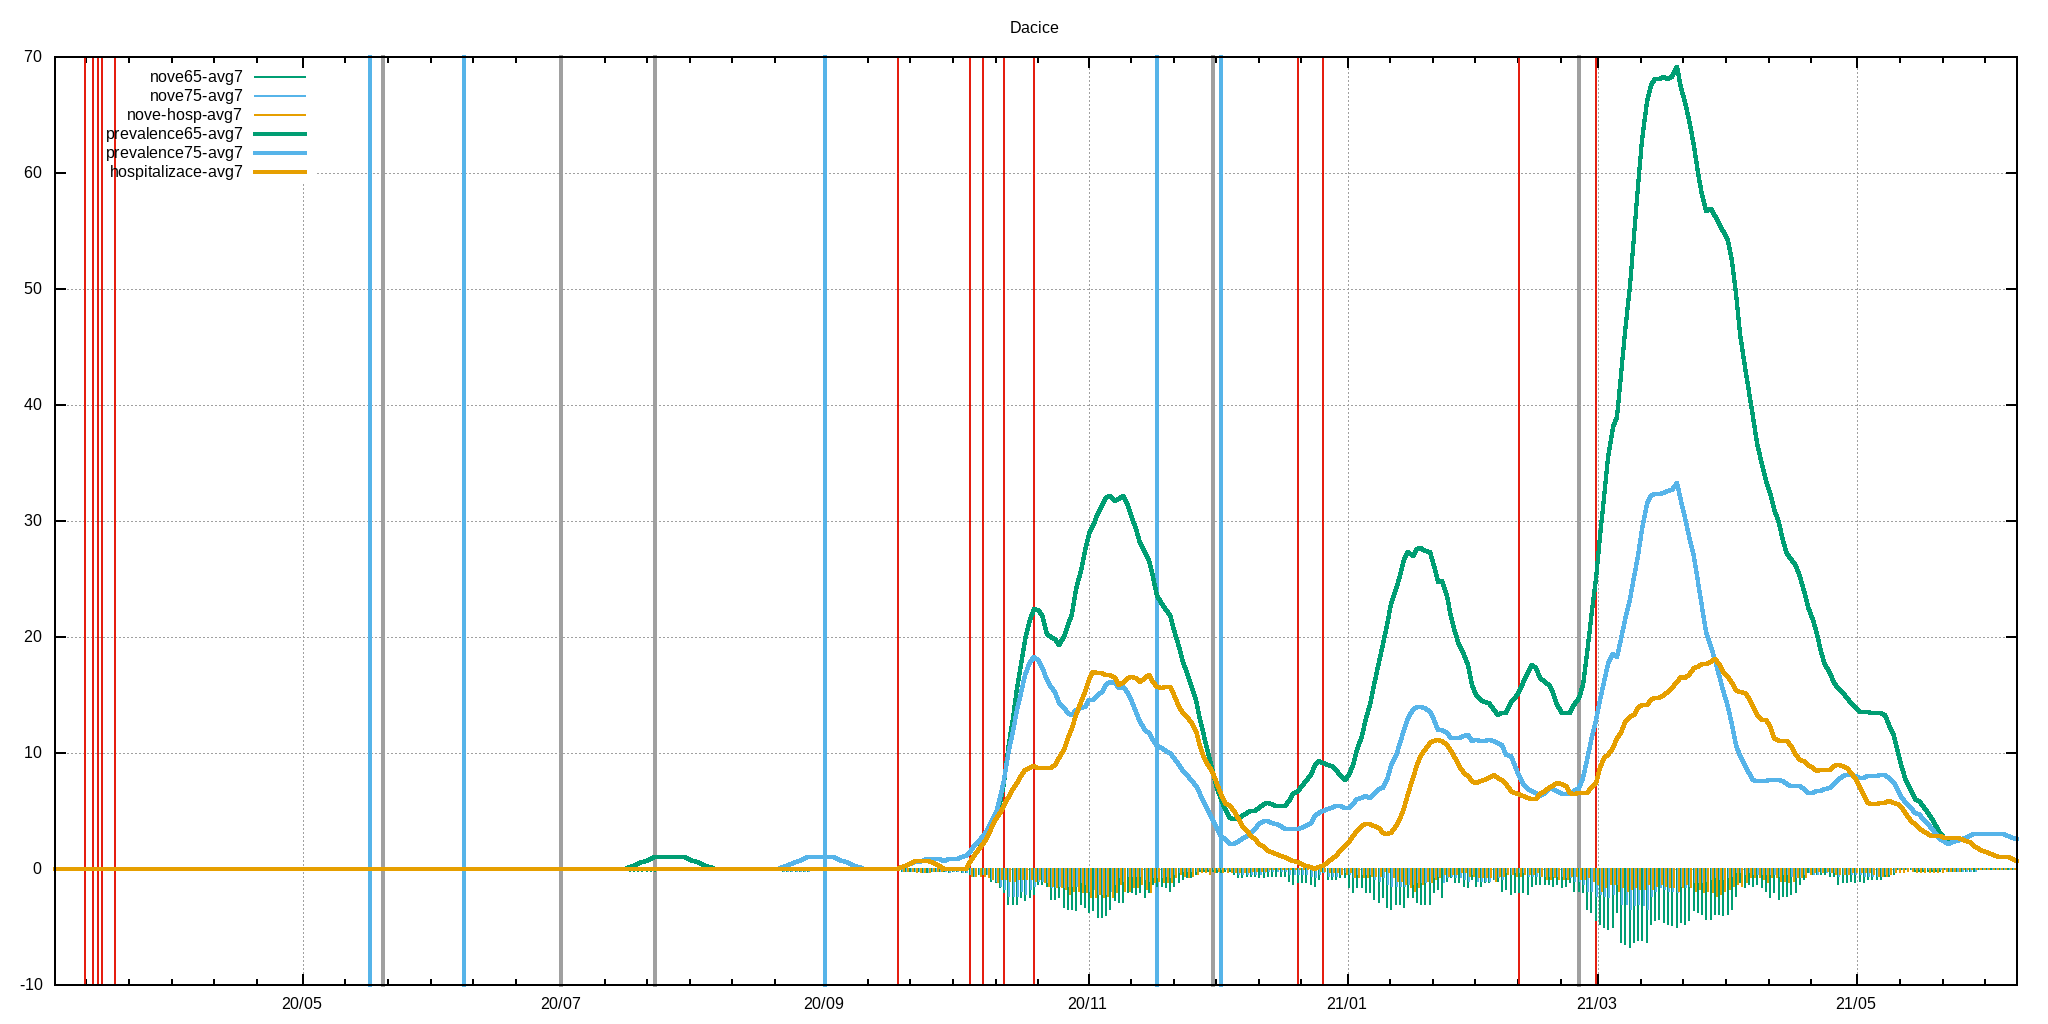 Dacice
70
nove65-avg7
nove75-avg7
nove-hosp-avg7
prevalence65-avg7
prevalence75-avg7
hospitalizace-avg7
60
50
40
30
20
10
0
-10
20/05 20/07 20/09 20/11 21/01 21/03 21/05